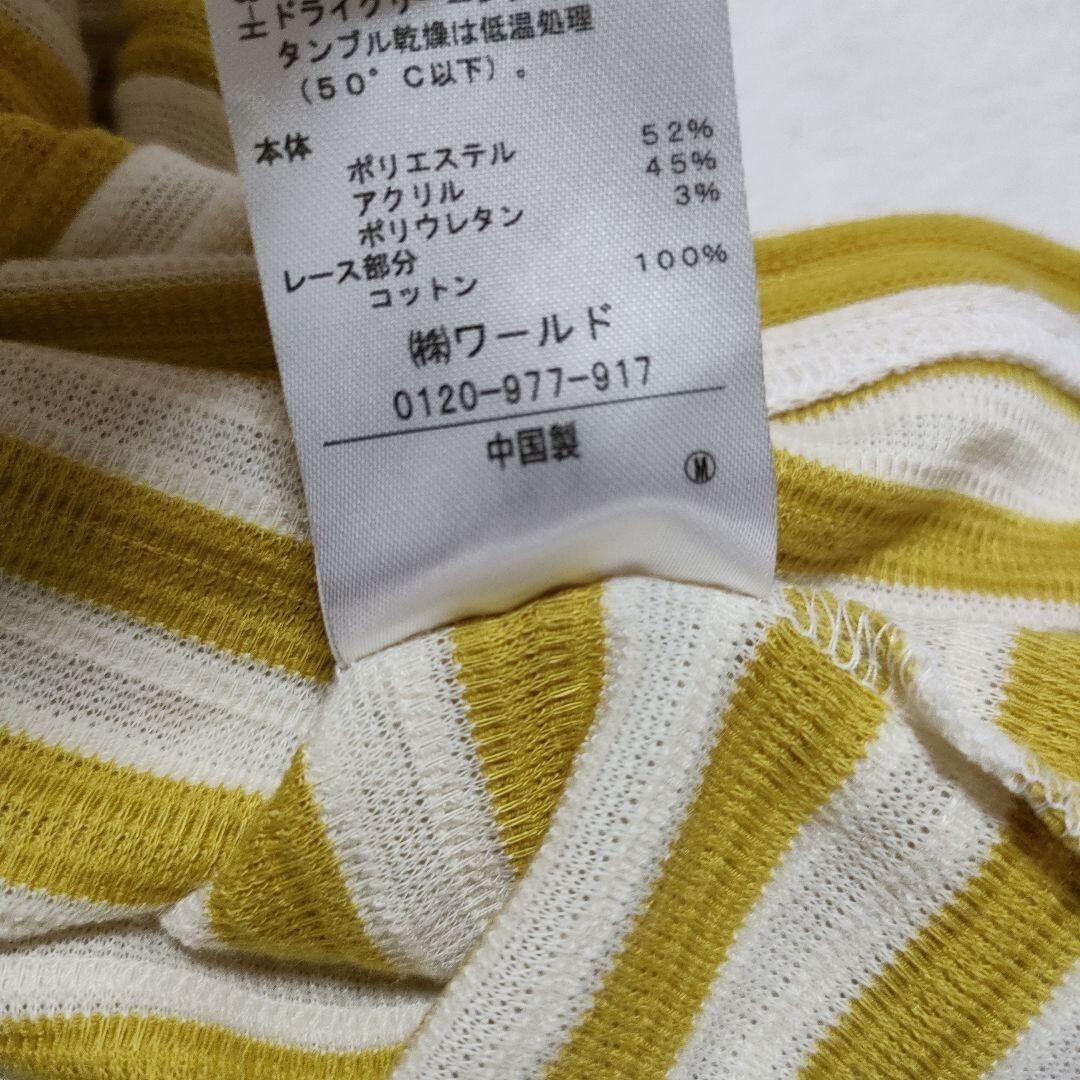 タンブル乾燥は低温処理
（５０°Ｃ以下）。
本体
ポリエステル ５２％
アクリル ４５％
ポリウレタン ３％
レース部分
コットン １００％
㈱ワールド
0120-977-917
中国製
Ⓜ